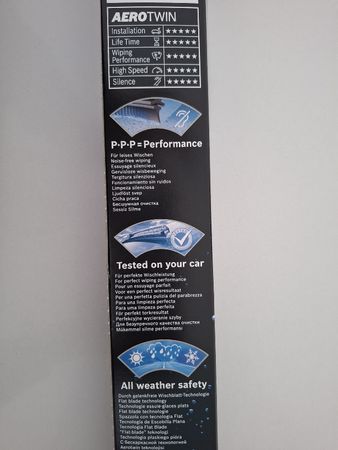 AEROTWIN
Installation ★★★★★
Life Time ★★★★★
Wiping
Performance ★★★★★
High Speed ★★★★★
Silence ★★★★★
P·P·P=Performance
Für leises Wischen
Noise-free wiping
Essuyage silencieux
Geruisloze wisbeweging
Tergitura silenziosa
Funcionamiento sin ruidos
Limpeza silenciosa
Ljudlöst svep
Cicha praca
Бесшумная очистка
Sessiz Silme
Tested on your car
Für perfekte Wischleistung
For perfect wiping performance
Pour un essuyage parfait
Voor een perfect wisresultaat
Per una perfetta pulizia del parabrezza
Para una limpieza perfecta
Para uma limpeza perfeita
För perfekt torkresultat
Perfekcyjne wycieranie szyby
Для безупречного качества очистки
Mükemmel silme performansı
All weather safety
Durch gelenkfreie Wischblatt-Technologie
Flat blade technology
Technologie essuie-glaces plats
Flat blade technologie
Spazzola con tecnologia Flat
Tecnología de Escobilla Plana
Tecnologia Flat Blade
"Flat blade" teknologi
Technologia płaskiego pióra
С бескаркасной технологией
Aerotwin teknolojisi